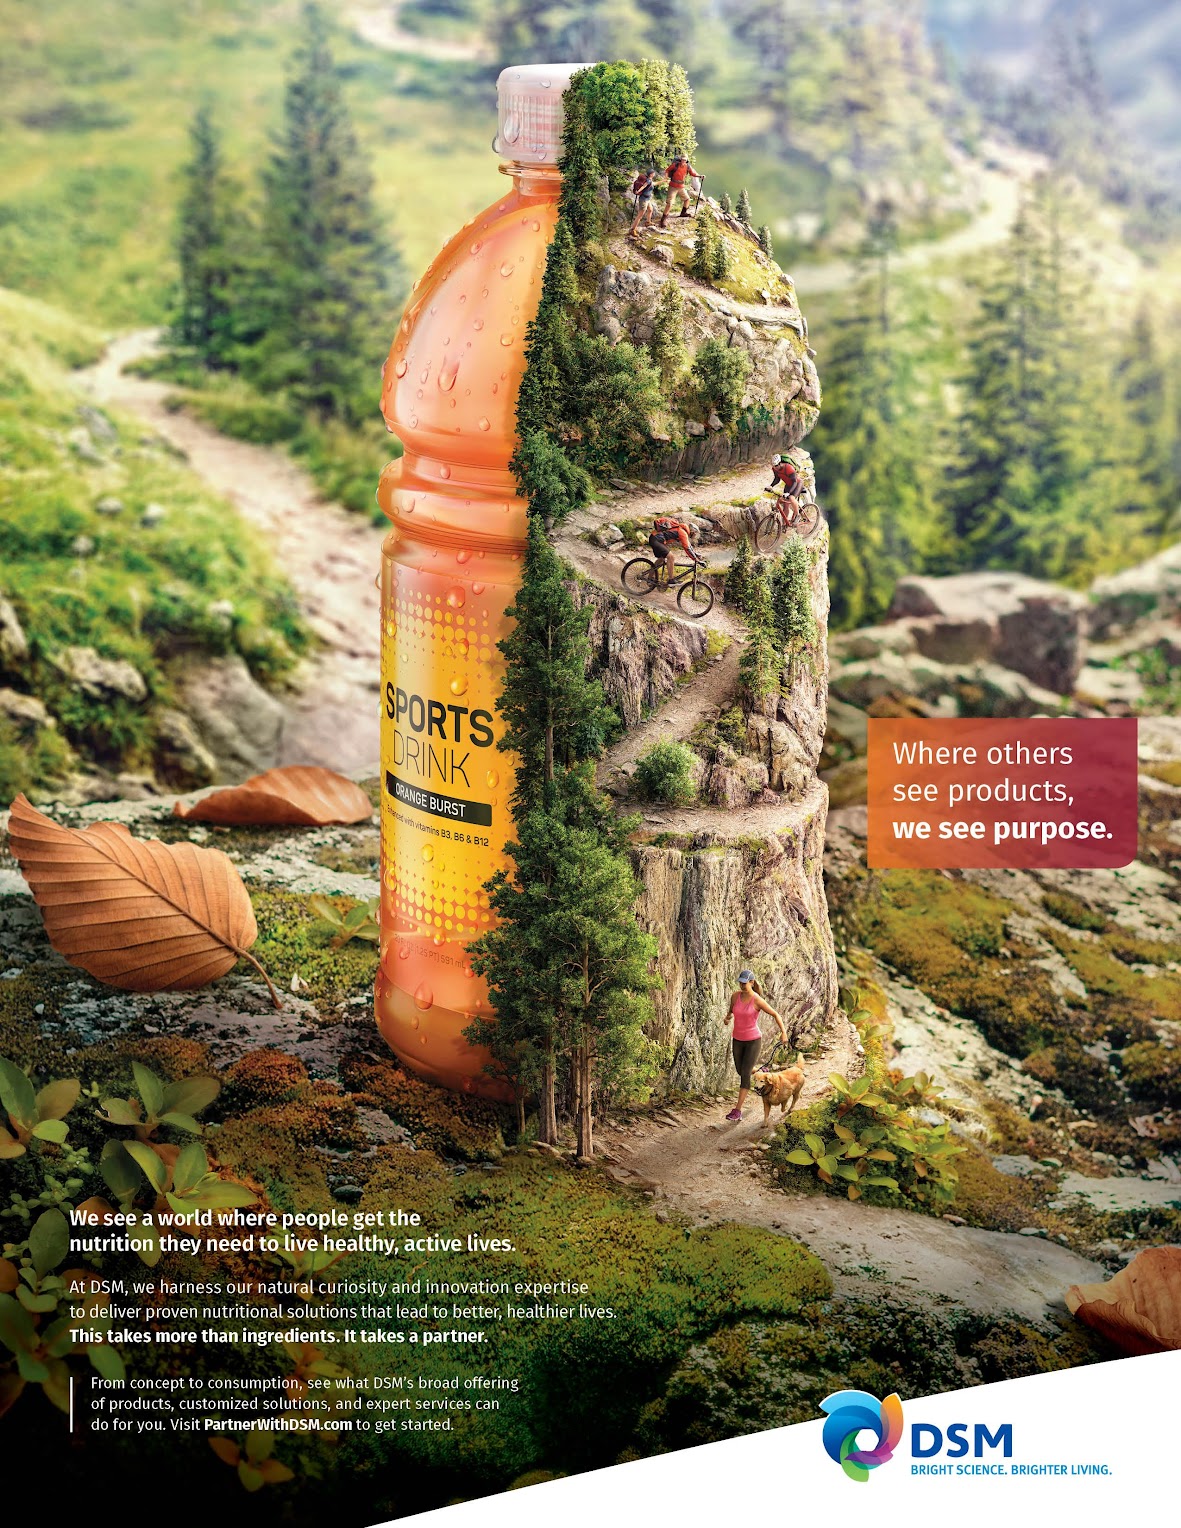 SPORTS
DRINK
ORANGE BURST
Enhanced with vitamins B3, B6 & B12
591 mL
Where others
see products,
we see purpose.
We see a world where people get the
nutrition they need to live healthy, active lives.
At DSM, we harness our natural curiosity and innovation expertise
to deliver proven nutritional solutions that lead to better, healthier lives.
This takes more than ingredients. It takes a partner.
From concept to consumption, see what DSM's broad offering
of products, customized solutions, and expert services can
do for you. Visit PartnerWithDSM.com to get started.
DSM
BRIGHT SCIENCE. BRIGHTER LIVING.